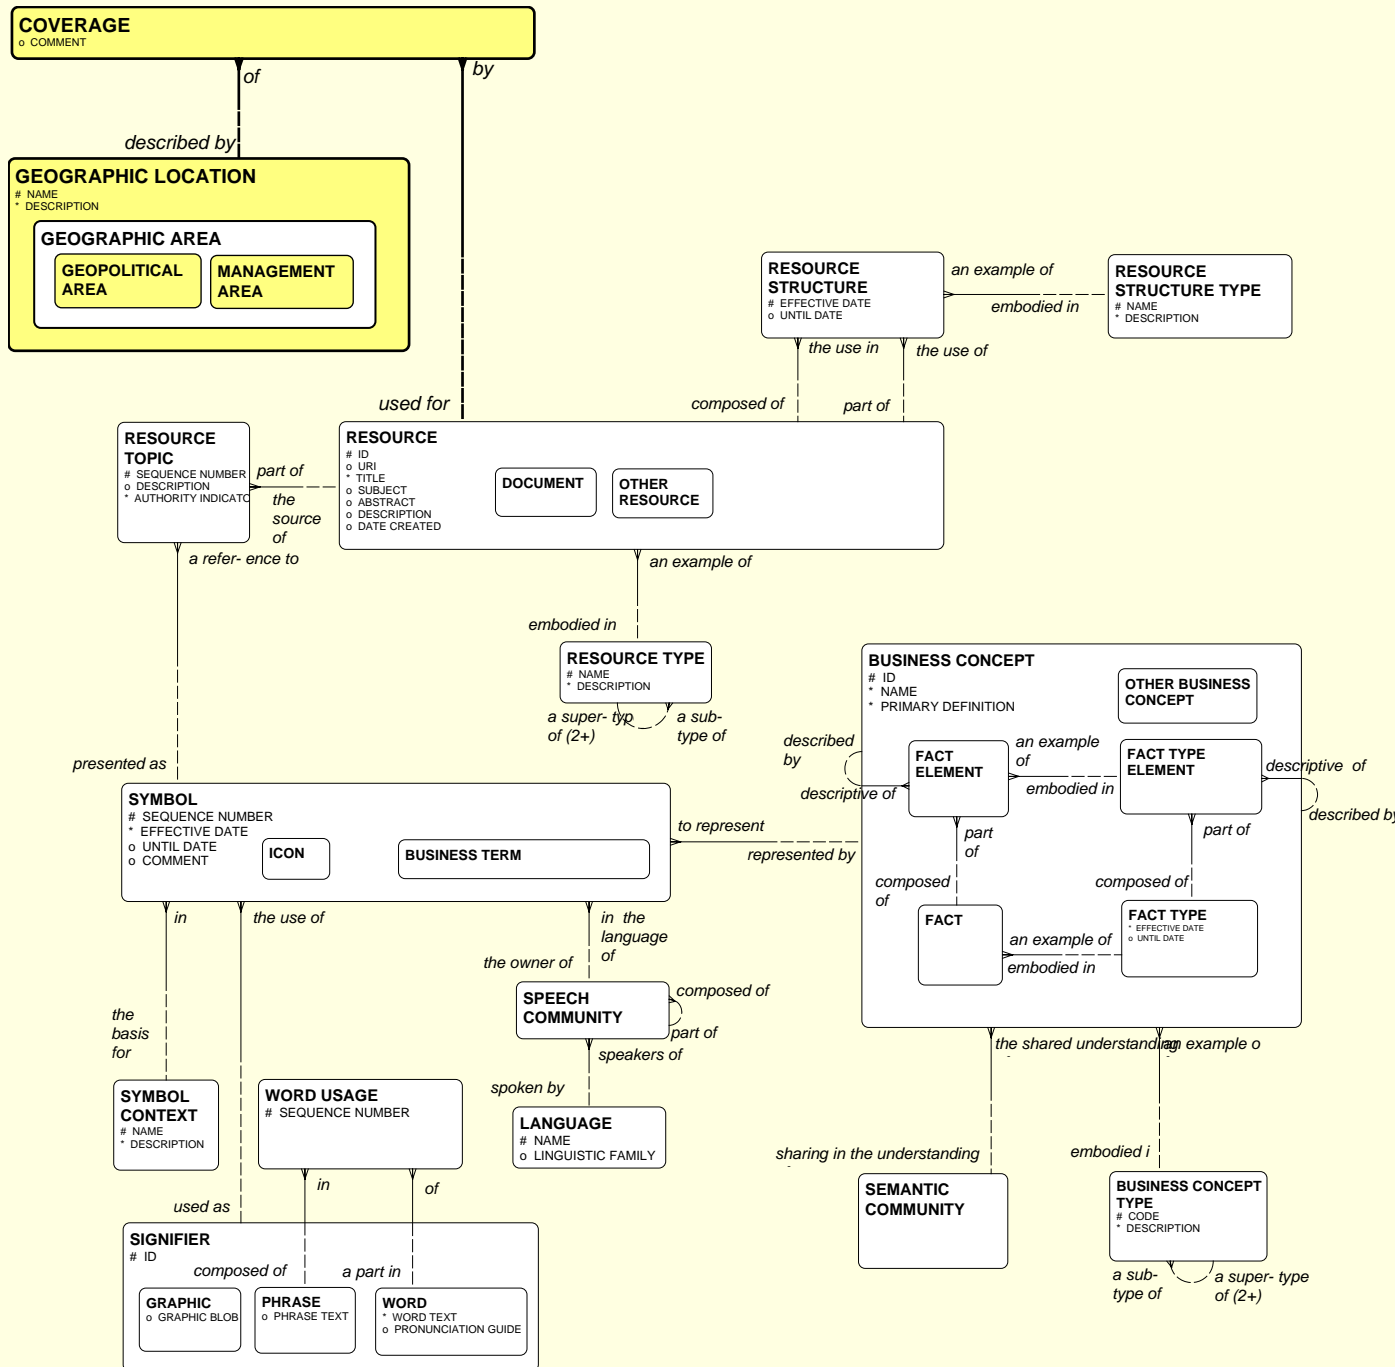 COVERAGE
o COMMENT
of
by
described by
GEOGRAPHIC LOCATION
# NAME
* DESCRIPTION
GEOGRAPHIC AREA
GEOPOLITICAL
AREA
MANAGEMENT
AREA
used for
RESOURCE
STRUCTURE
# EFFECTIVE DATE
o UNTIL DATE
an example of
embodied in
RESOURCE
STRUCTURE TYPE
# NAME
* DESCRIPTION
the use in
the use of
composed of
part of
RESOURCE
TOPIC
# SEQUENCE NUMBER
o DESCRIPTION
* AUTHORITY INDICATO
part of
the
source
of
RESOURCE
# ID
o URI
* TITLE
o SUBJECT
o ABSTRACT
o DESCRIPTION
o DATE CREATED
DOCUMENT
OTHER
RESOURCE
a refer- ence to
an example of
embodied in
RESOURCE TYPE
# NAME
* DESCRIPTION
a super- typ
of (2+)
a sub-
type of
BUSINESS CONCEPT
# ID
* NAME
* PRIMARY DEFINITION
OTHER BUSINESS
CONCEPT
described
by
descriptive of
FACT
ELEMENT
an example
of
embodied in
FACT TYPE
ELEMENT
descriptive of
described by
part
of
part of
composed
of
composed of
FACT
an example of
embodied in
FACT TYPE
* EFFECTIVE DATE
o UNTIL DATE
presented as
SYMBOL
# SEQUENCE NUMBER
* EFFECTIVE DATE
o UNTIL DATE
o COMMENT
ICON
BUSINESS TERM
to represent
represented by
in
the use of
in the
language
of
the owner of
SPEECH
COMMUNITY
composed of
part of
speakers of
spoken by
LANGUAGE
# NAME
o LINGUISTIC FAMILY
the
basis
for
SYMBOL
CONTEXT
# NAME
* DESCRIPTION
WORD USAGE
# SEQUENCE NUMBER
in
of
used as
SIGNIFIER
# ID
composed of
a part in
GRAPHIC
o GRAPHIC BLOB
PHRASE
o PHRASE TEXT
WORD
* WORD TEXT
o PRONUNCIATION GUIDE
the shared understanding
an example o
sharing in the understanding
embodied i
SEMANTIC
COMMUNITY
BUSINESS CONCEPT
TYPE
# CODE
* DESCRIPTION
a sub-
type of
a super- type
of (2+)